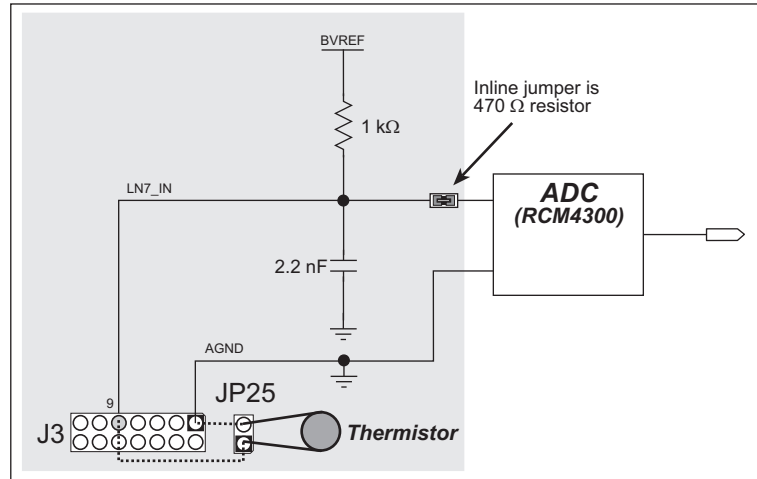 BVREF
Inline jumper is
470 Ω resistor
1 kΩ
LN7_IN
ADC
(RCM4300)
2.2 nF
AGND
JP25
9
J3
Thermistor